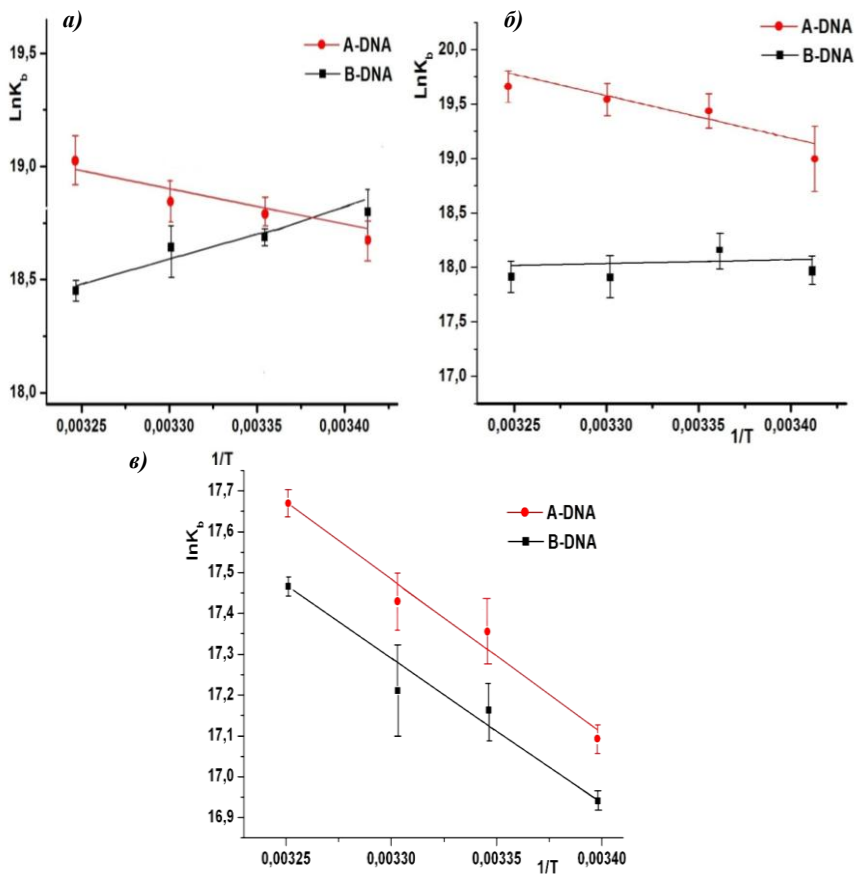 а)
A-DNA
B-DNA
LnK_b
19,5
19,0
18,5
18,0
0,00325
0,00330
0,00335
0,00340
б)
A-DNA
B-DNA
LnK_b
20,0
19,5
19,0
18,5
18,0
17,5
17,0
0,00325
0,00330
0,00335
0,00340
1/T
в)
1/T
A-DNA
B-DNA
lnK_b
17,7
17,6
17,5
17,4
17,3
17,2
17,1
17,0
16,9
0,00325
0,00330
0,00335
0,00340
1/T